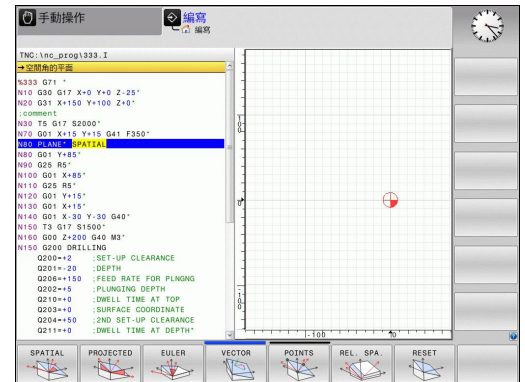 手動操作
編寫
編寫
TNC:\nc_prog\333.I
→空間角的平面
%333 G71 *
N10 G30 G17 X+0 Y+0 Z-25*
N20 G31 X+150 Y+100 Z+0*
;comment
N30 T5 G17 S2000*
N70 G01 X+15 Y+15 G41 F350*
N80 PLANE* SPATIAL
N80 G01 Y+85*
N90 G25 R5*
N100 G01 X+85*
N110 G25 R5*
N120 G01 Y+15*
N130 G01 X+15*
N140 G01 X-30 Y-30 G40*
N150 T3 G17 S1500*
N160 G00 Z+200 G40 M3*
N150 G200 DRILLING
Q200=+2 ;SET-UP CLEARANCE
Q201=-20 ;DEPTH
Q206=+150 ;FEED RATE FOR PLNGNG
Q202=+5 ;PLUNGING DEPTH
Q210=+0 ;DWELL TIME AT TOP
Q203=+0 ;SURFACE COORDINATE
Q204=+50 ;2ND SET-UP CLEARANCE
Q211=+0 ;DWELL TIME AT DEPTH*
100
0
-100
-100
0
SPATIAL PROJECTED EULER VECTOR POINTS REL. SPA. RESET